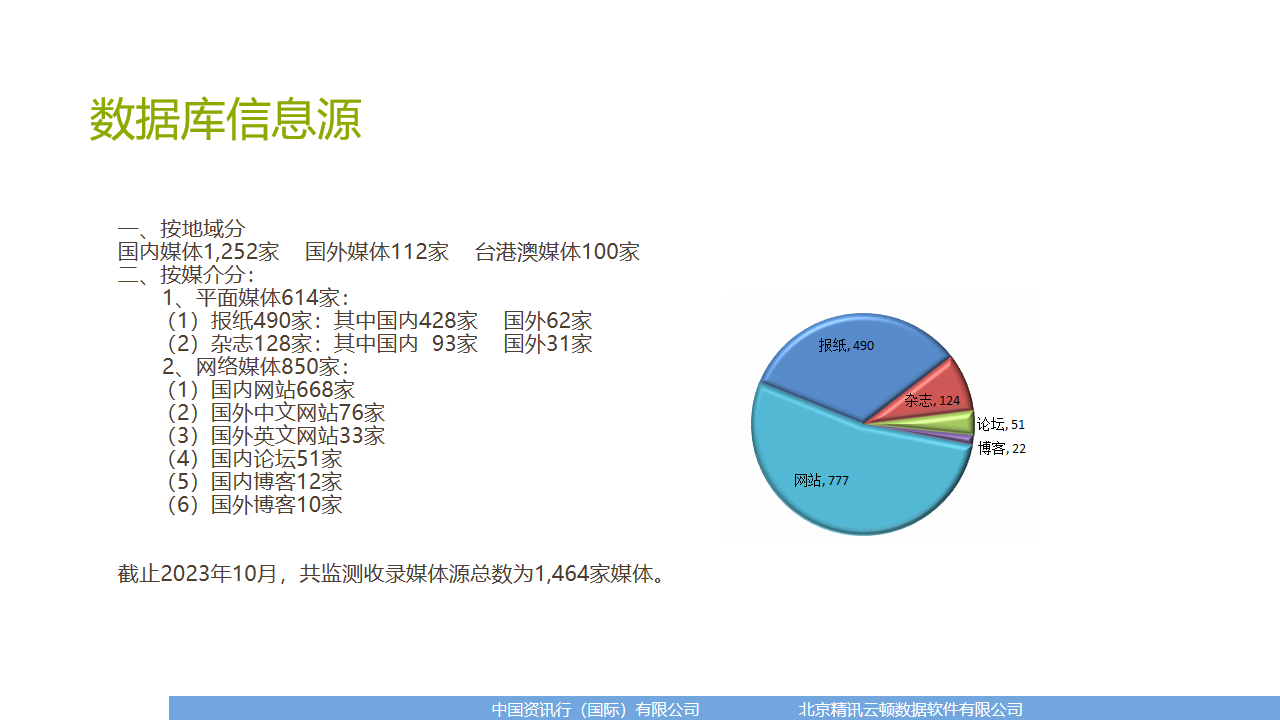 数据库信息源
一、按地域分
国内媒体1,252家 国外媒体112家 台港澳媒体100家
二、按媒介分：
1、平面媒体614家：
（1）报纸490家：其中国内428家 国外62家
（2）杂志128家：其中国内 93家 国外31家
2、网络媒体850家：
（1）国内网站668家
（2）国外中文网站76家
（3）国外英文网站33家
（4）国内论坛51家
（5）国内博客12家
（6）国外博客10家
报纸, 490
杂志, 124
论坛, 51
博客, 22
网站, 777
截止2023年10月，共监测收录媒体源总数为1,464家媒体。
中国资讯行（国际）有限公司 北京精讯云顿数据软件有限公司